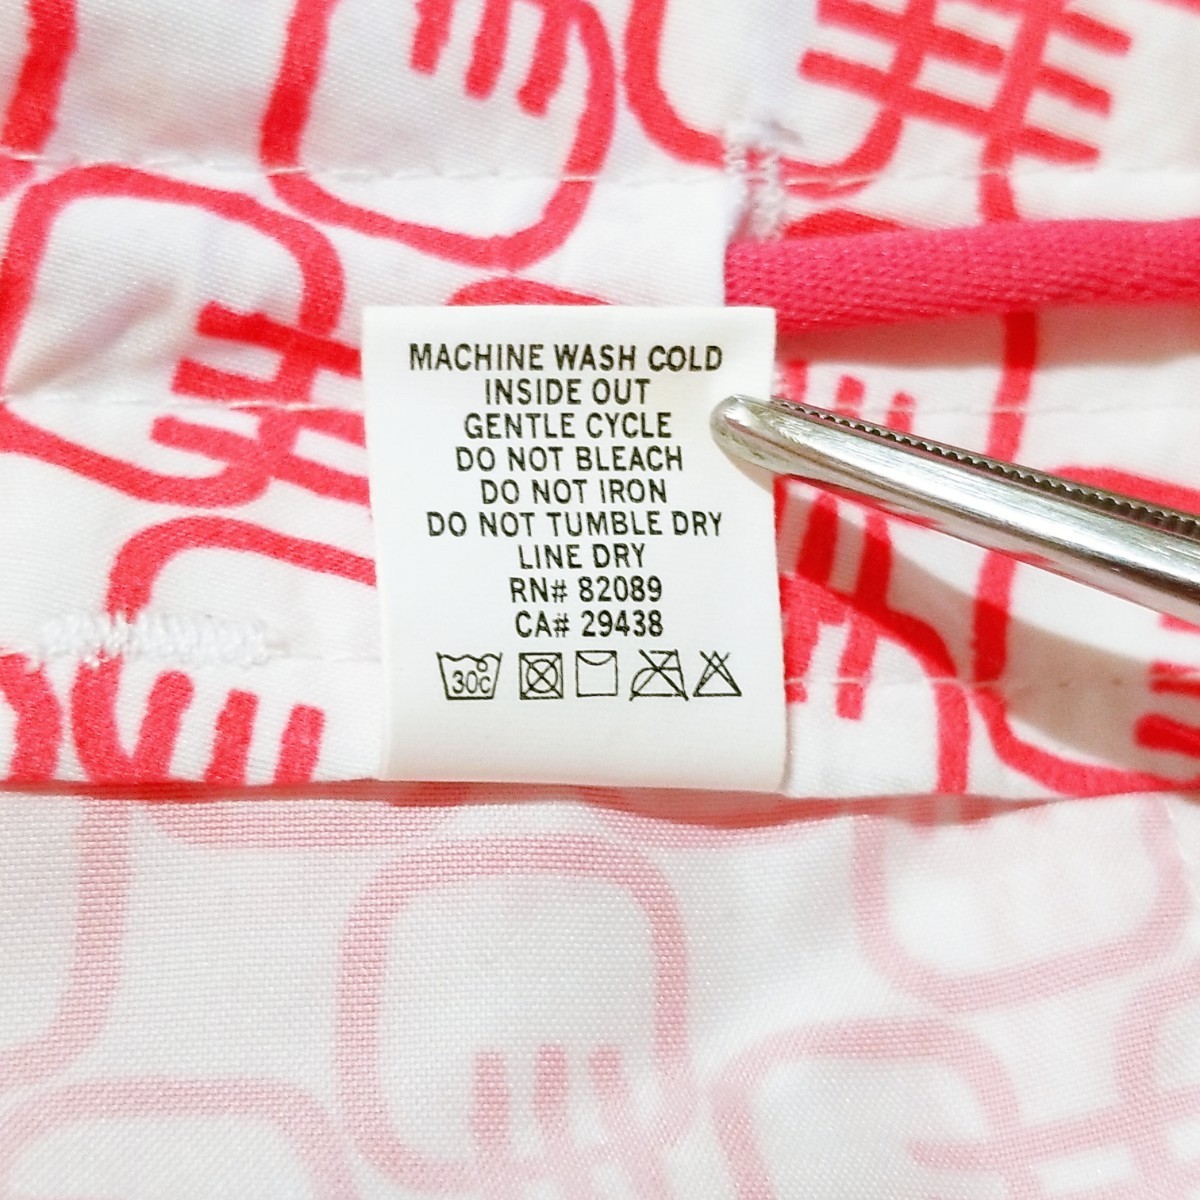 MACHINE WASH COLD
INSIDE OUT
GENTLE CYCLE
DO NOT BLEACH
DO NOT IRON
DO NOT TUMBLE DRY
LINE DRY
RN# 82089
CA# 29438
30c